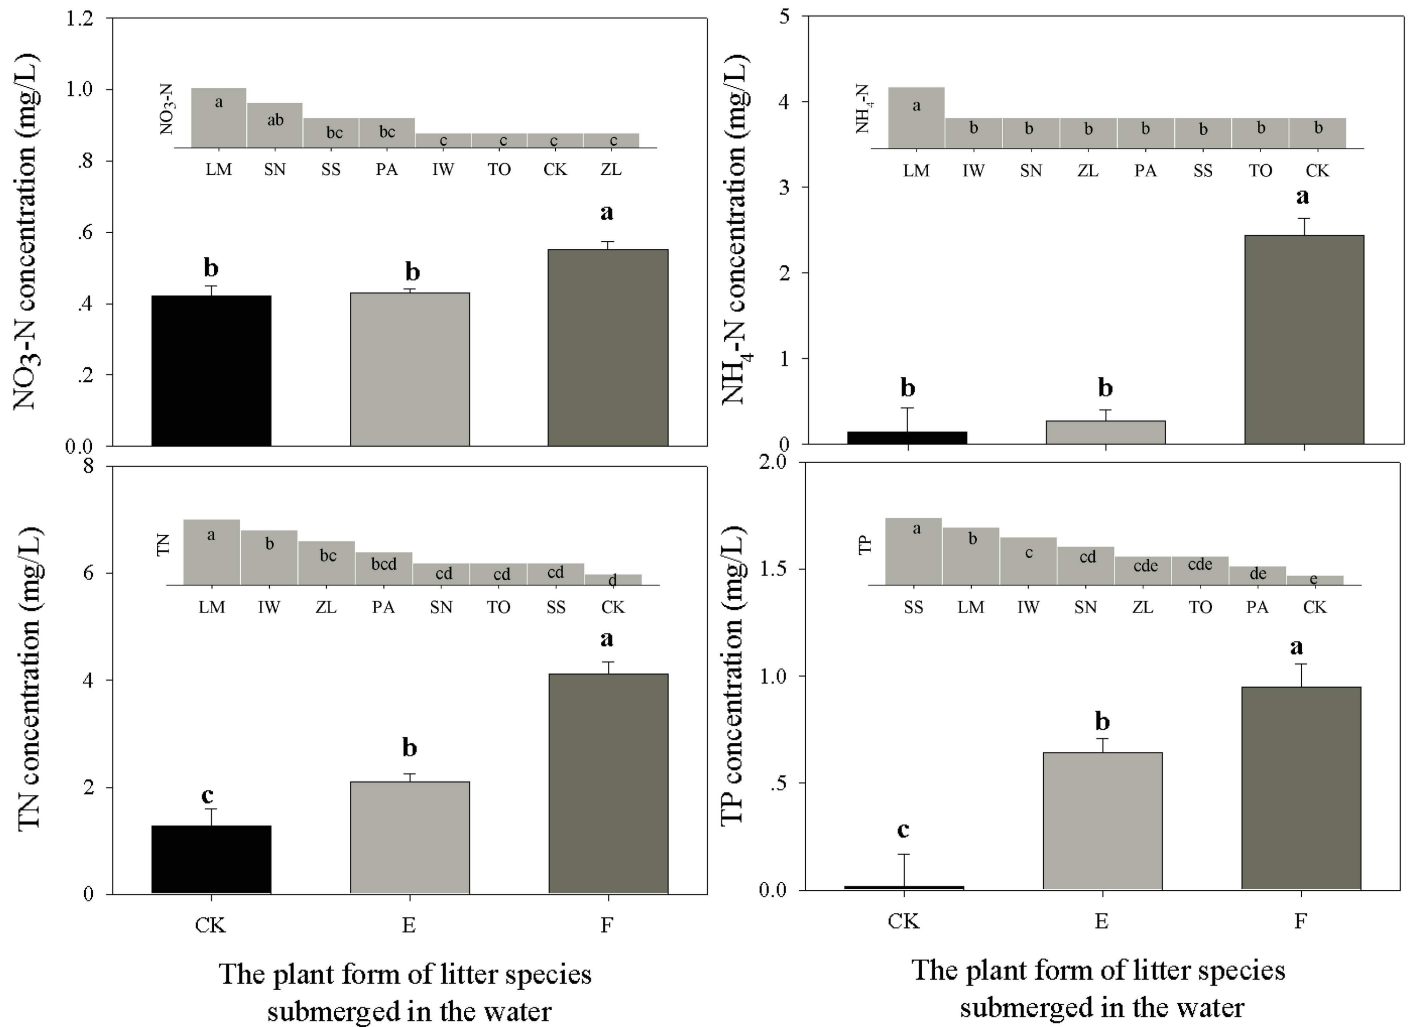 NO3-N concentration (mg/L)
1.2
1.0
.8
.6
.4
.2
0.0
NO3-N
a
ab
bc
bc
c
c
c
c
LM SN SS PA IW TO CK ZL
b
b
a
NH4-N concentration (mg/L)
5
4
3
2
1
0
NH4-N
a
b
b
b
b
b
b
b
LM IW SN ZL PA SS TO CK
b
b
a
TN concentration (mg/L)
8
6
4
2
0
TN
a
b
bc
bcd
cd
cd
cd
d
LM IW ZL PA SN TO SS CK
c
b
a
CK E F
The plant form of litter species
submerged in the water
TP concentration (mg/L)
2.0
1.5
1.0
.5
0.0
TP
a
b
c
cd
cde
cde
de
e
SS LM IW SN ZL TO PA CK
c
b
a
CK E F
The plant form of litter species
submerged in the water